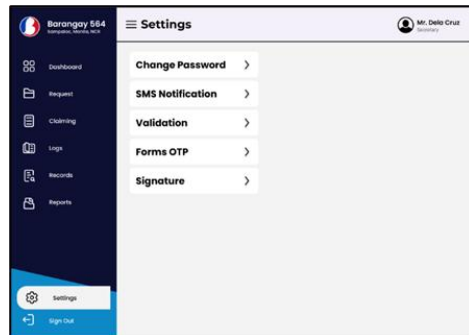 Barangay 564
Sampaloc, Manila, NCR
Settings
Mr. Dela Cruz
Secretary
Dashboard
Request
Claiming
Logs
Records
Reports
Settings
Sign Out
Change Password
SMS Notification
Validation
Forms OTP
Signature